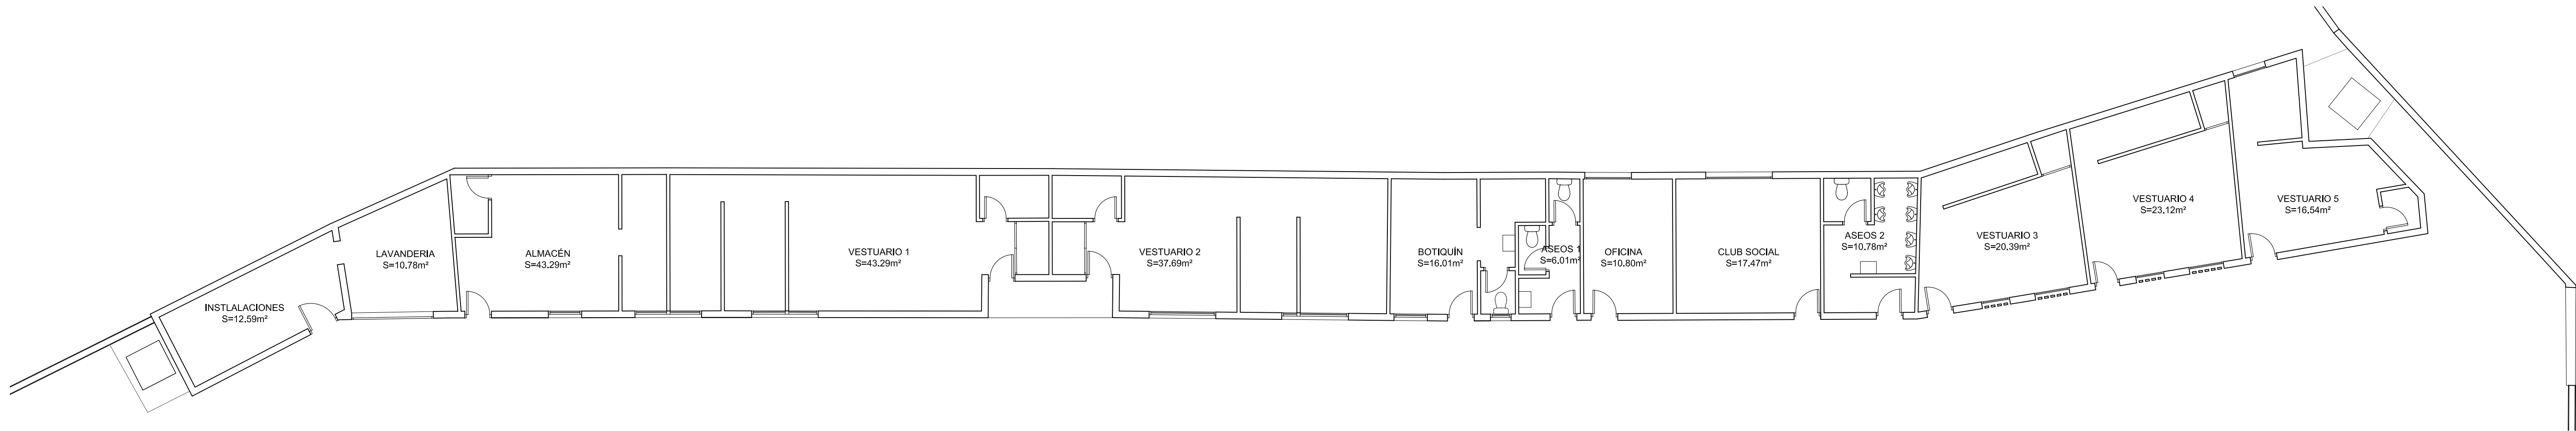 INSTLALACIONES
S=12.59m²
LAVANDERIA
S=10.78m²
ALMACÉN
S=43.29m²
VESTUARIO 1
S=43.29m²
VESTUARIO 2
S=37.69m²
BOTIQUÍN
S=16.01m²
ASEOS 1
S=6.01m²
OFICINA
S=10.80m²
CLUB SOCIAL
S=17.47m²
ASEOS 2
S=10.78m²
VESTUARIO 3
S=20.39m²
VESTUARIO 4
S=23,12m²
VESTUARIO 5
S=16,54m²